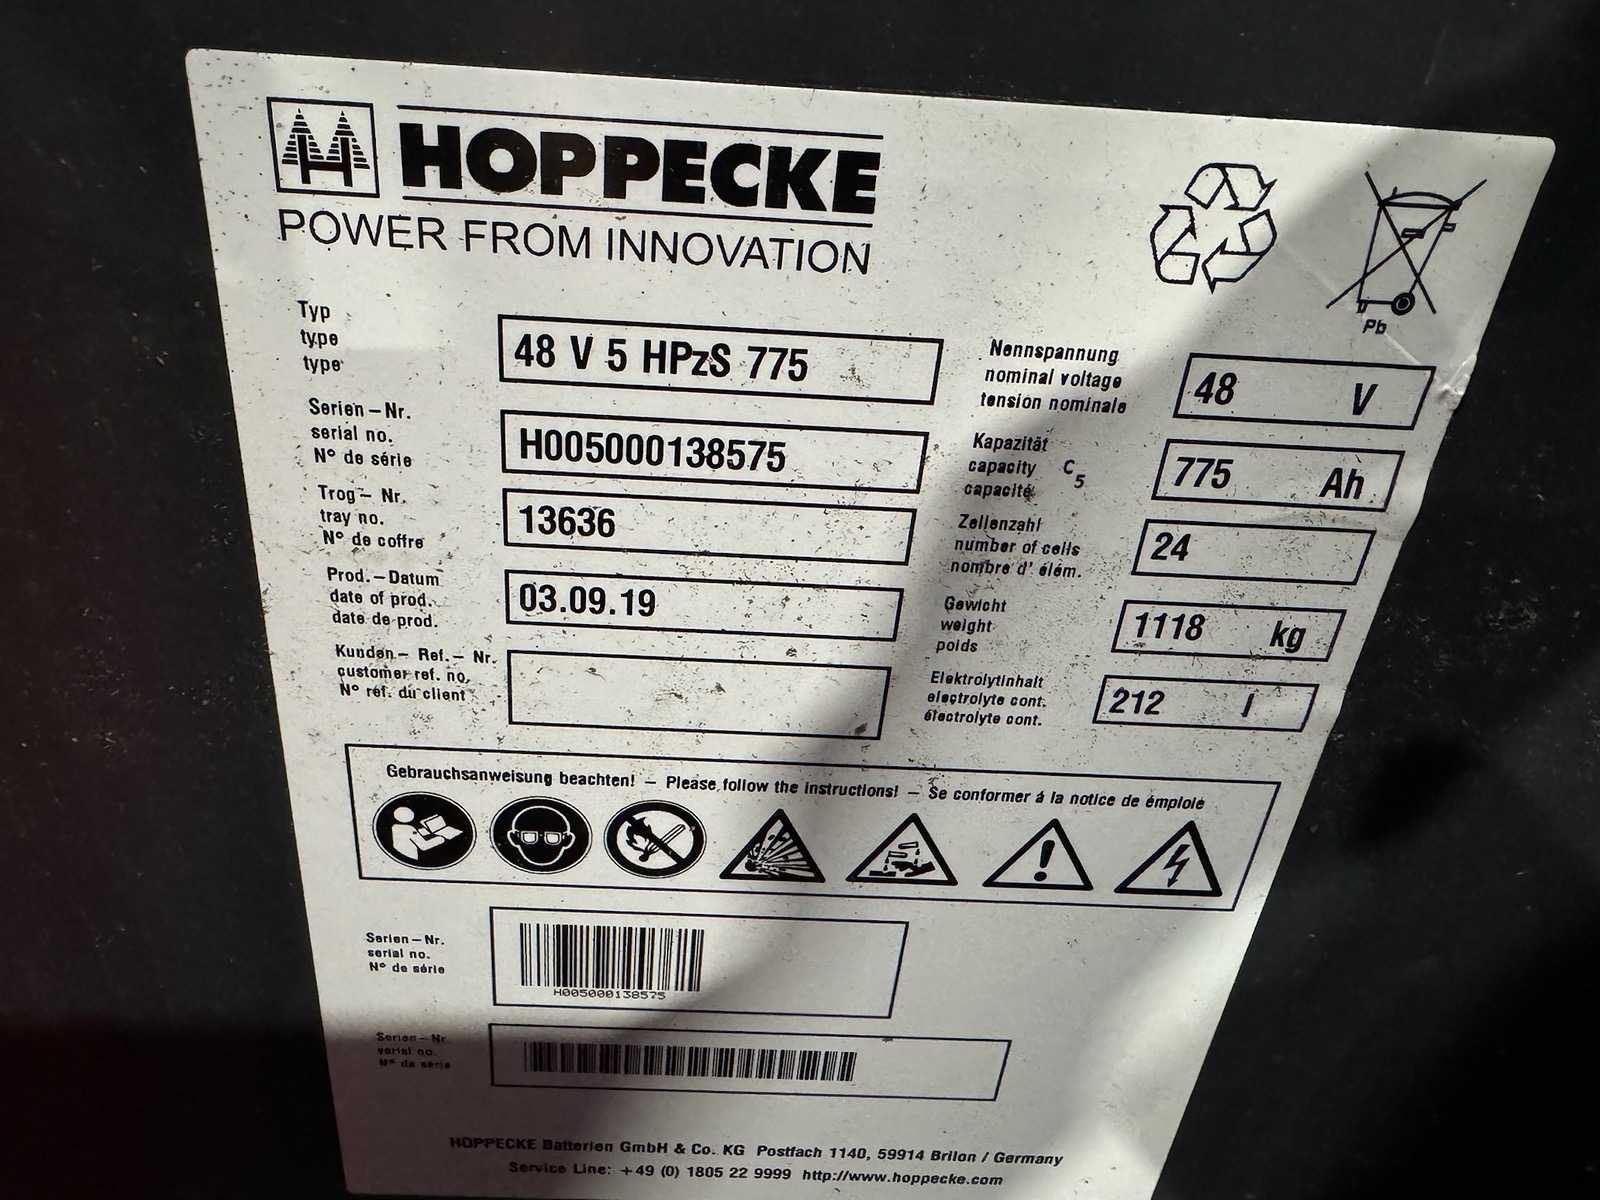 HOPPECKE
POWER FROM INNOVATION
Pb
Typ
type
type
48 V 5 HPzS 775
Serien-Nr.
serial no.
N° de série
H005000138575
Trog- Nr.
tray no.
N° de coffre
13636
Prod.-Datum
date of prod.
date de prod.
03.09.19
Kunden- Ref.- Nr.
customer ref. no.
N° réf. du client
Nennspannung
nominal voltage
tension nominale
48 V
Kapazität
capacity C5
capacité
775 Ah
Zellenzahl
number of cells
nombre d' élém.
24
Gewicht
weight
poids
1118 kg
Elektrolytinhalt
electrolyte cont.
électrolyte cont.
212 l
Gebrauchsanweisung beachten! - Please follow the instructions! - Se conformer á la notice de émploie
Serien-Nr.
serial no.
N° de série
H005000138575
Serien-Nr.
serial no.
N° de série
HOPPECKE Batterien GmbH & Co. KG Postfach 1140, 59914 Brilon / Germany
Service Line: +49 (0) 1805 22 9999 http://www.hoppecke.com